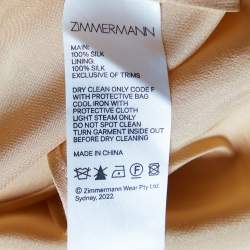 ZIMMERMANN
MAIN:
100% SILK
LINING:
100% SILK
EXCLUSIVE OF TRIMS
DRY CLEAN ONLY CODE F
WITH PROTECTIVE BAG
COOL IRON WITH
PROTECTIVE CLOTH
LIGHT STEAM ONLY
DO NOT SPOT CLEAN
TURN GARMENT INSIDE OUT
BEFORE DRY CLEANING
MADE IN CHINA
© Zimmermann Wear Pty Ltd
Sydney, 2022